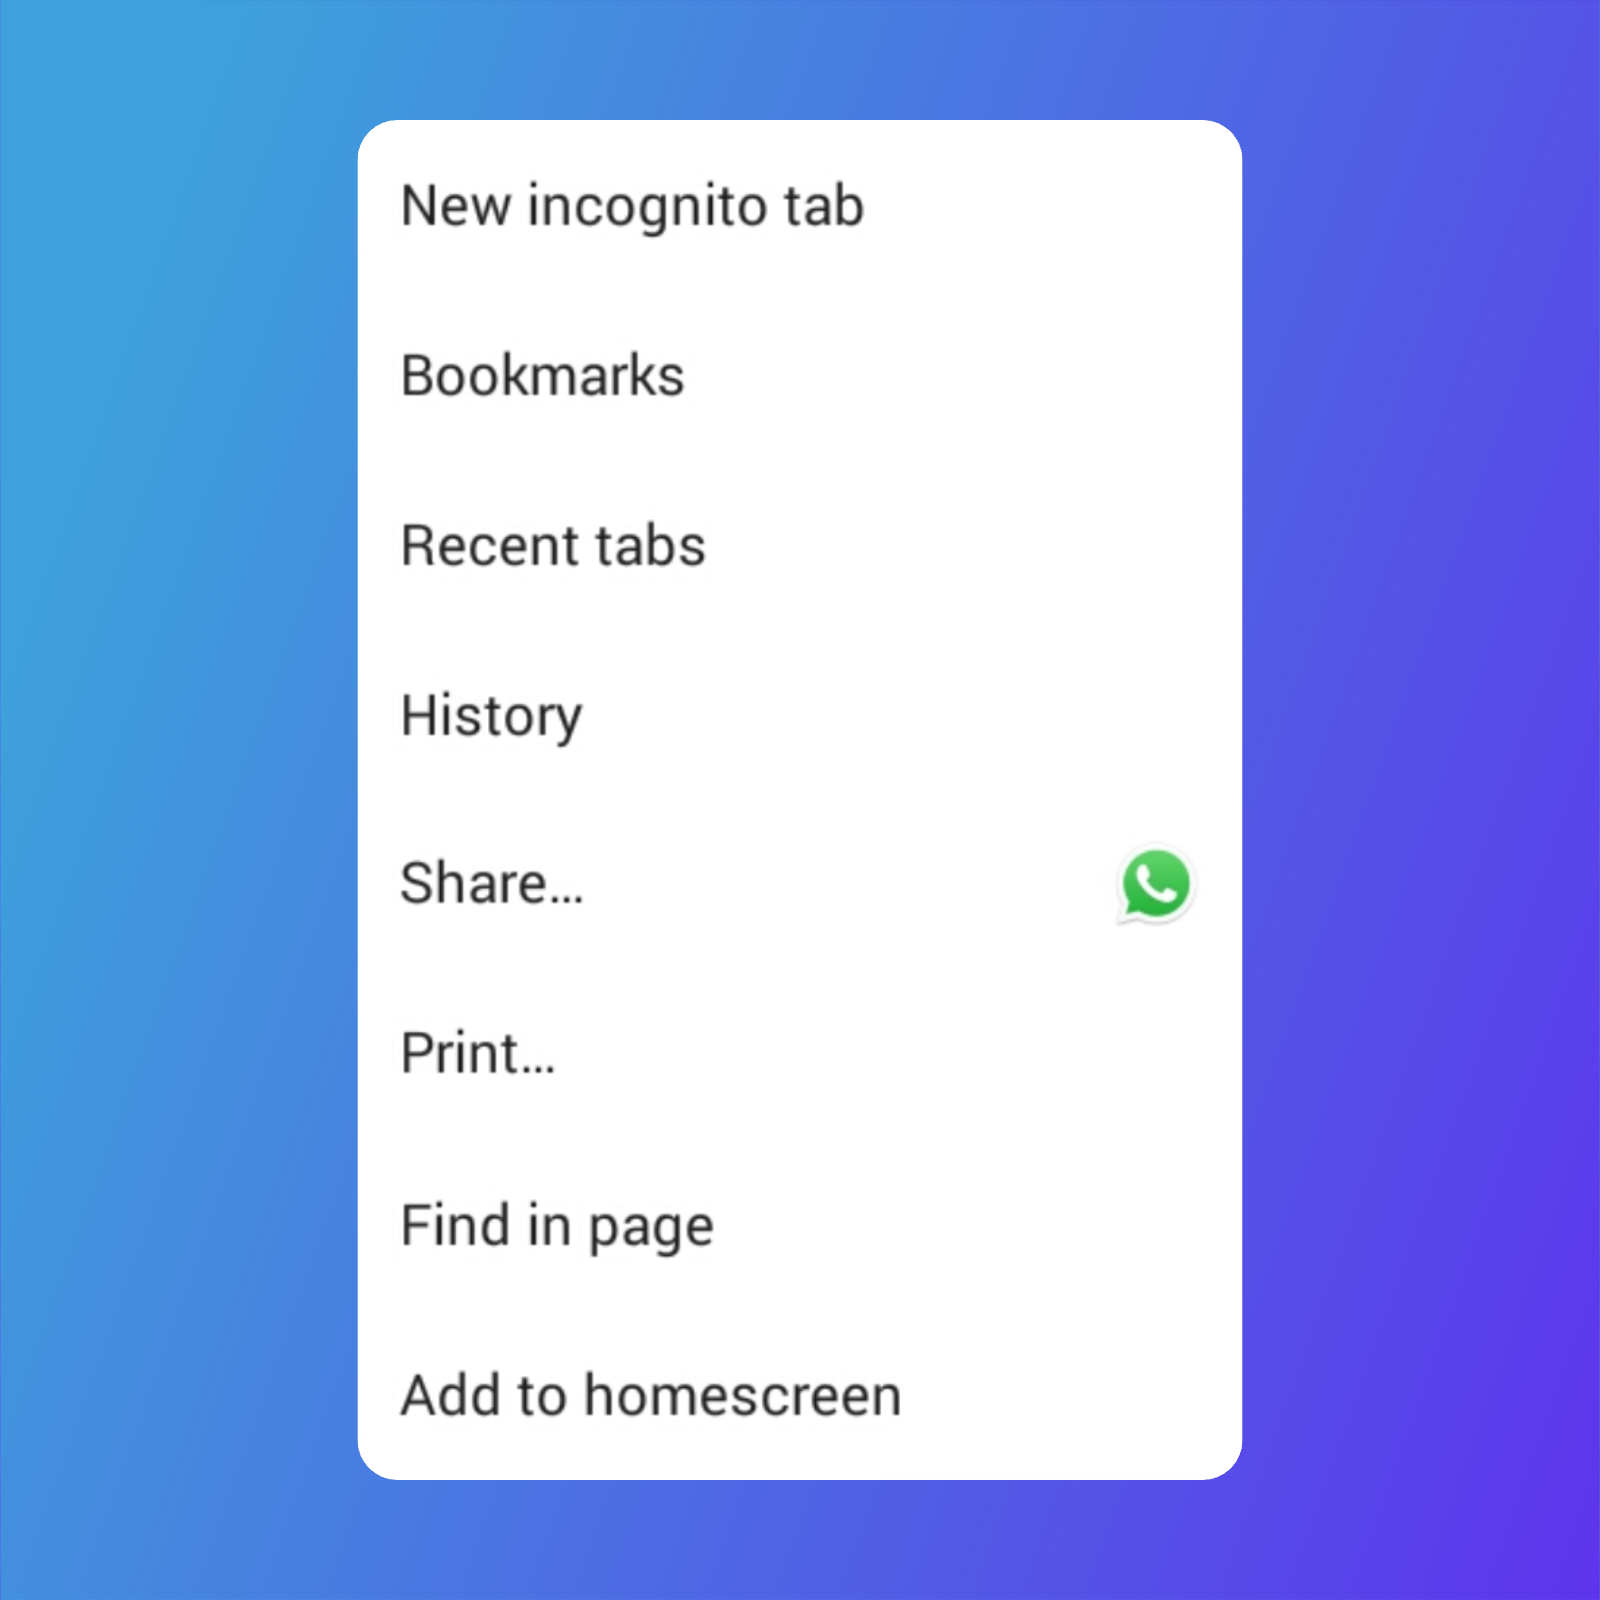 New incognito tab
Bookmarks
Recent tabs
History
Share...
Print...
Find in page
Add to homescreen